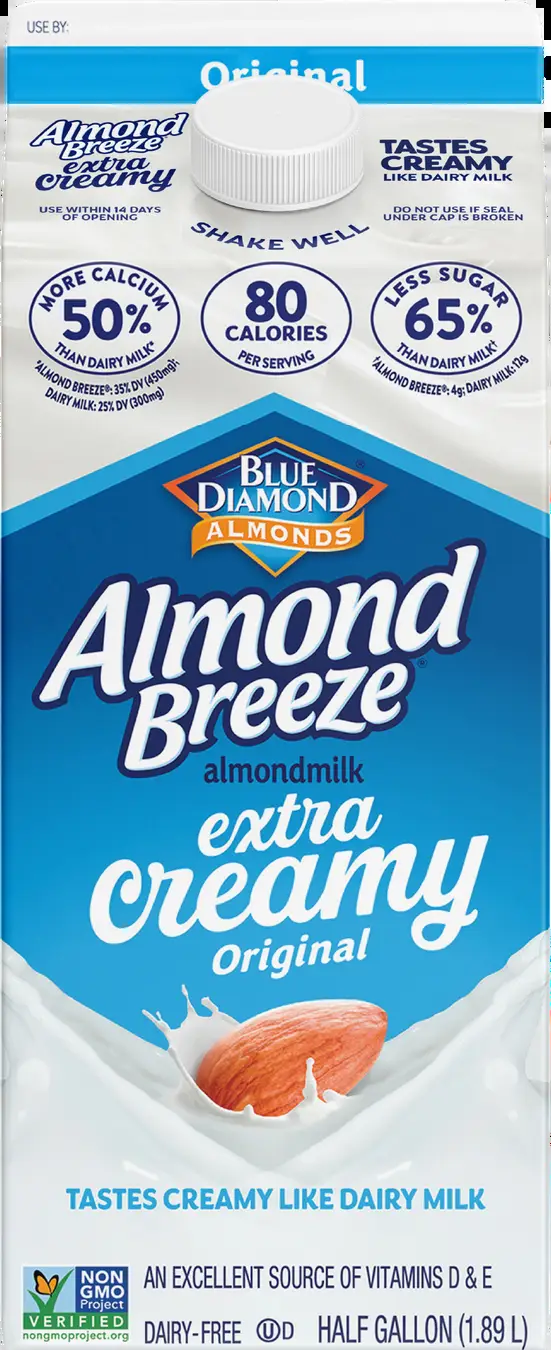 USE BY:
Original
Almond
Breeze
extra
creamy
USE WITHIN 14 DAYS
OF OPENING
SHAKE WELL
TASTES
CREAMY
LIKE DAIRY MILK
DO NOT USE IF SEAL
UNDER CAP IS BROKEN
MORE CALCIUM
50%
THAN DAIRY MILK*
*ALMOND BREEZE®: 35% DV (450mg);
DAIRY MILK: 25% DV (300mg)
80
CALORIES
PER SERVING
LESS SUGAR
65%
THAN DAIRY MILK†
†ALMOND BREEZE®: 4g; DAIRY MILK: 12g
BLUE
DIAMOND®
ALMONDS
Almond
Breeze®
almondmilk
extra
creamy
Original
TASTES CREAMY LIKE DAIRY MILK
NON
GMO
Project
VERIFIED
nongmoproject.org
AN EXCELLENT SOURCE OF VITAMINS D & E
DAIRY-FREE ⓊD HALF GALLON (1.89 L)